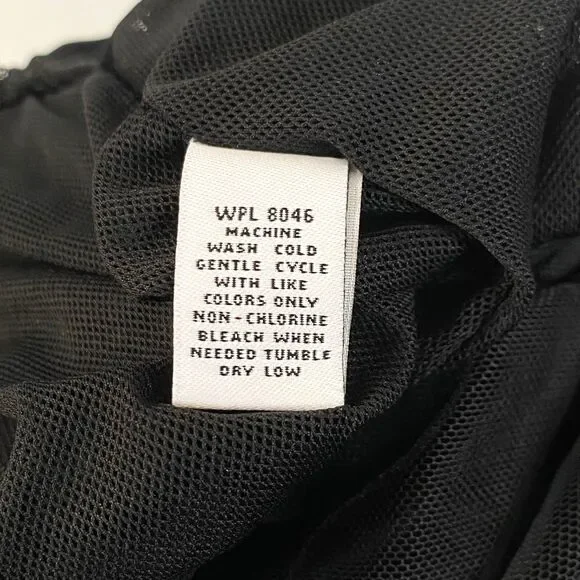 WPL 8046
MACHINE
WASH COLD
GENTLE CYCLE
WITH LIKE
COLORS ONLY
NON-CHLORINE
BLEACH WHEN
NEEDED TUMBLE
DRY LOW